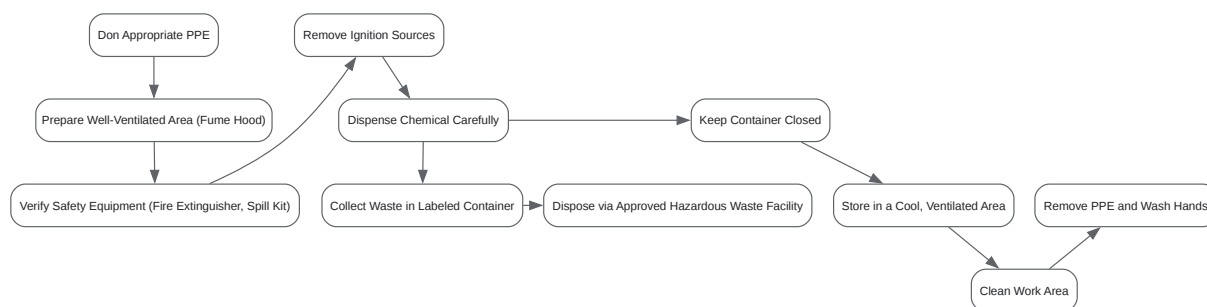 Don Appropriate PPE
Remove Ignition Sources
Prepare Well-Ventilated Area (Fume Hood)
Dispense Chemical Carefully
Keep Container Closed
Verify Safety Equipment (Fire Extinguisher, Spill Kit)
Collect Waste in Labeled Container
Dispose via Approved Hazardous Waste Facility
Store in a Cool, Ventilated Area
Remove PPE and Wash Hands
Clean Work Area